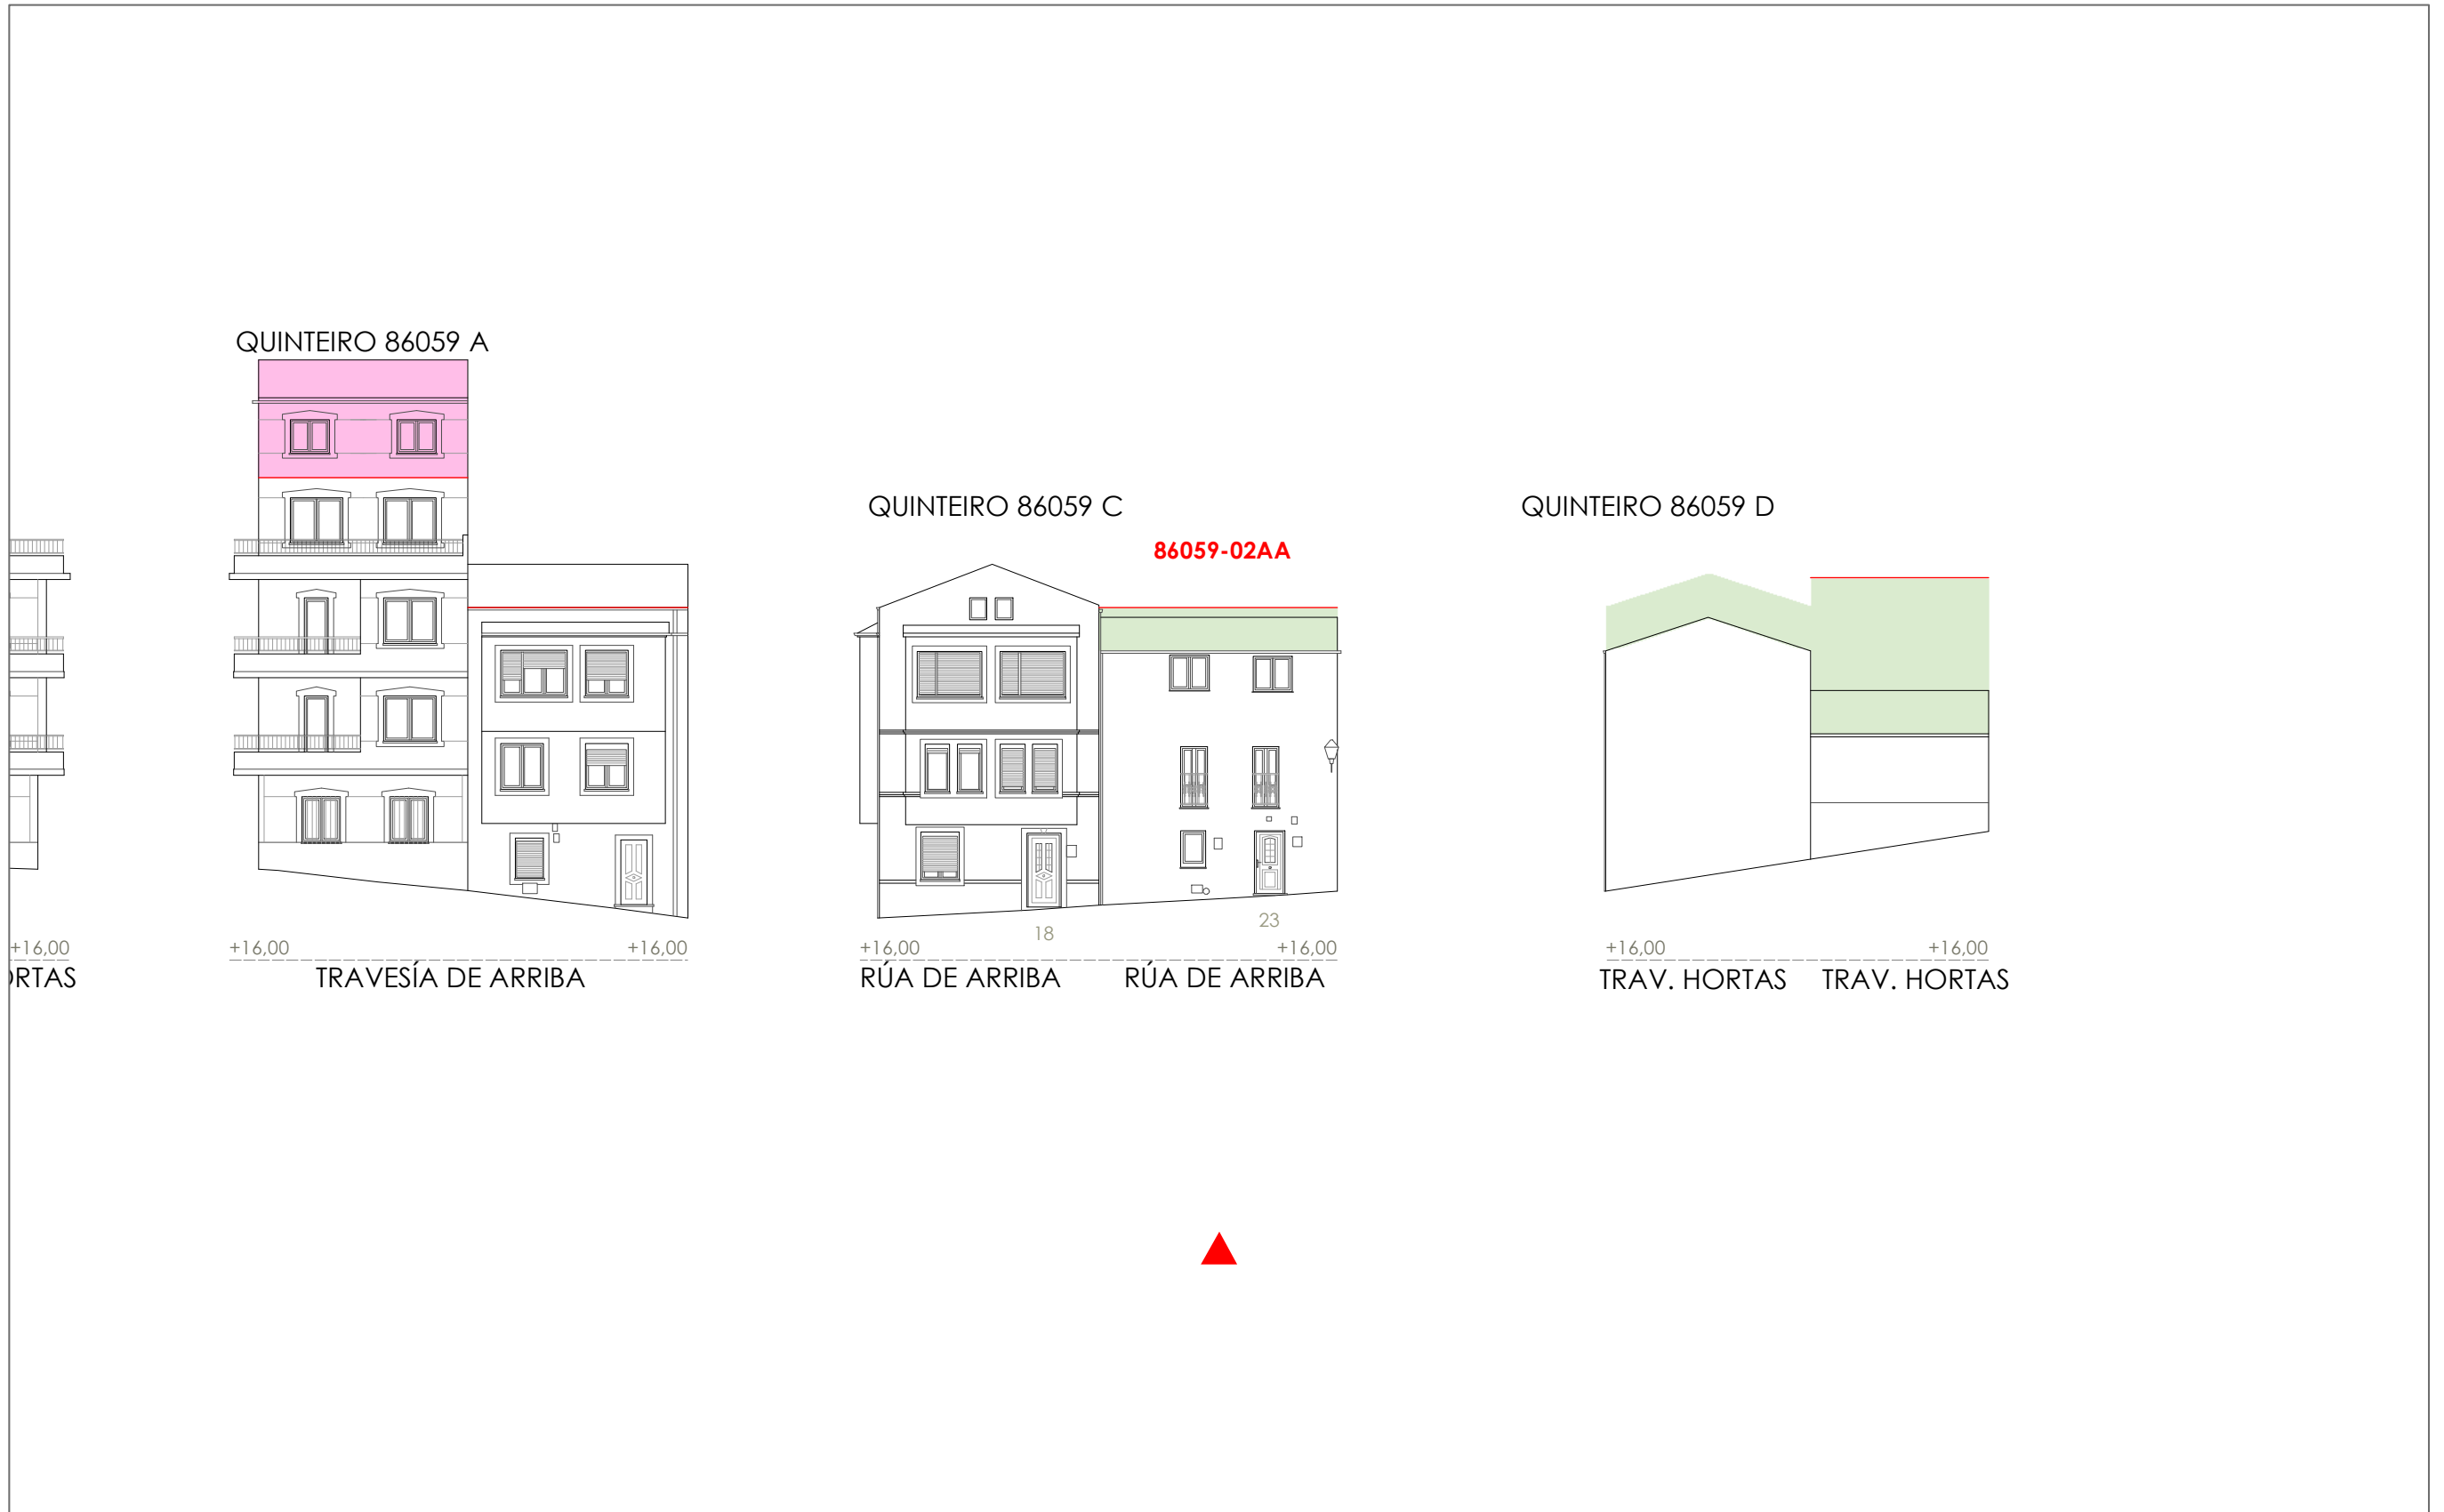 QUINTEIRO 86059 A
QUINTEIRO 86059 C
QUINTEIRO 86059 D
86059-02AA
18
23
+16,00
+16,00
+16,00
+16,00
+16,00
+16,00
+16,00
ORTAS
TRAVESÍA DE ARRIBA
RÚA DE ARRIBA
RÚA DE ARRIBA
TRAV. HORTAS
TRAV. HORTAS